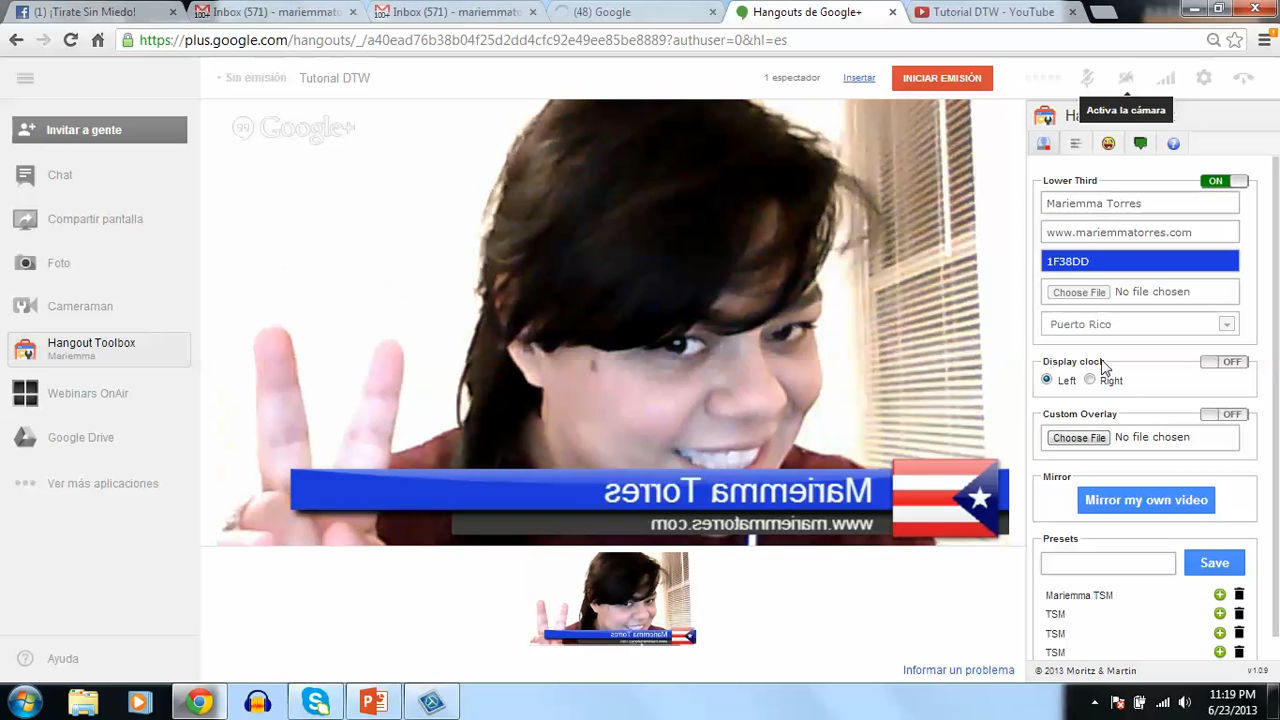 (1) ¡Tírate Sin Miedo!
Inbox (571) - mariemmato
Inbox (571) - mariemmato
(48) Google
Hangouts de Google+
Tutorial DTW - YouTube
https://plus.google.com/hangouts/_/a40ead76b38b04f25d2dd4cfc92e49ee85be8889?authuser=0&hl=es
Sin emisión
Tutorial DTW
1 espectador
Insertar
INICIAR EMISIÓN
Activa la cámara
Invitar a gente
Chat
Compartir pantalla
Foto
Cameraman
Hangout Toolbox
Mariemma
Webinars OnAir
Google Drive
Ver más aplicaciones
Ayuda
Google+
Mariemma Torres
www.mariemmatorres.com
Mariemma Torres
Informar un problema
Lower Third
ON
Mariemma Torres
www.mariemmatorres.com
1F38DD
Choose File No file chosen
Puerto Rico
Display clock
OFF
Left Right
Custom Overlay
OFF
Choose File No file chosen
Mirror
Mirror my own video
Presets
Save
Mariemma TSM
TSM
TSM
TSM
© 2013 Moritz & Martin
v1.0.9
11:19 PM
6/23/2013